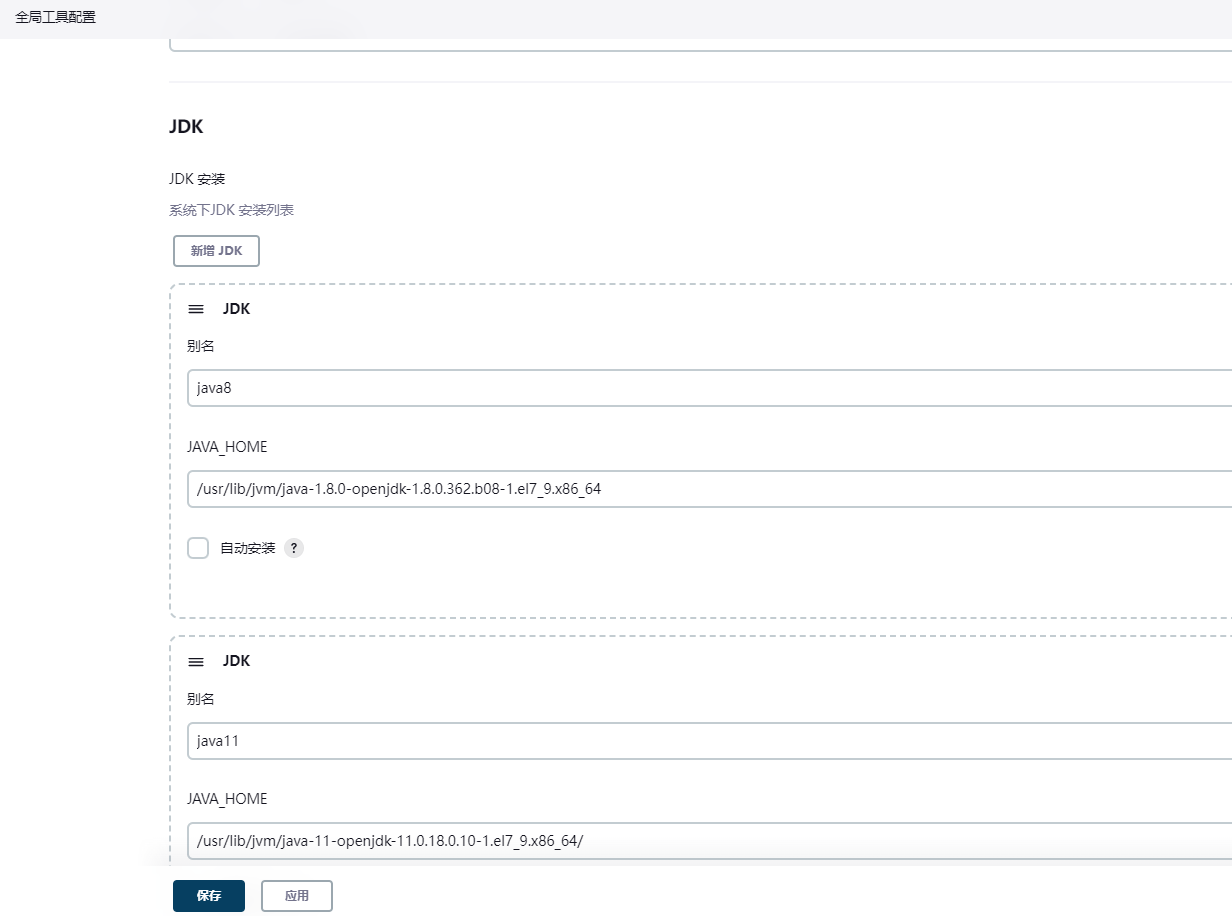 全局工具配置
JDK
JDK 安装
系统下JDK 安装列表
新增 JDK
JDK
别名
java8
JAVA_HOME
/usr/lib/jvm/java-1.8.0-openjdk-1.8.0.362.b08-1.el7_9.x86_64
自动安装 ?
JDK
别名
java11
JAVA_HOME
/usr/lib/jvm/java-11-openjdk-11.0.18.0.10-1.el7_9.x86_64/
保存 应用